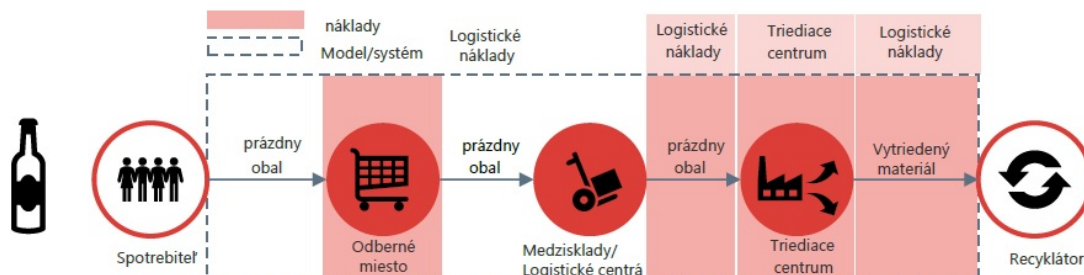 náklady
Model/systém
Logistické
náklady
Logistické
náklady
Triediace
centrum
Logistické
náklady
prázdny
obal
prázdny
obal
prázdny
obal
Vytriedený
materiál
Spotrebiteľ
Odberné
miesto
Medzisklady/
Logistické centrá
Triediace
centrum
Recyklátor